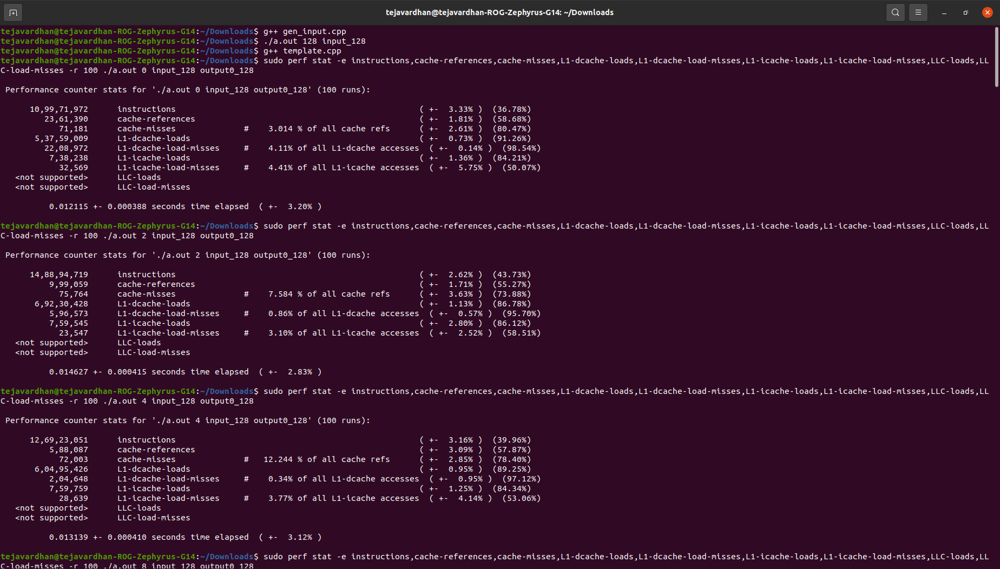 tejavardhan@tejavardhan-ROG-Zephyrus-G14: ~/Downloads
tejavardhan@tejavardhan-ROG-Zephyrus-G14:~/Downloads$ g++ gen_input.cpp
tejavardhan@tejavardhan-ROG-Zephyrus-G14:~/Downloads$ ./a.out 128 input_128
tejavardhan@tejavardhan-ROG-Zephyrus-G14:~/Downloads$ g++ template.cpp
tejavardhan@tejavardhan-ROG-Zephyrus-G14:~/Downloads$ sudo perf stat -e instructions,cache-references,cache-misses,L1-dcache-loads,L1-dcache-load-misses,L1-icache-loads,L1-icache-load-misses,LLC-loads,LL
C-load-misses -r 100 ./a.out 0 input_128 output0_128
Performance counter stats for './a.out 0 input_128 output0_128' (100 runs):
10,99,71,972 instructions ( +- 3.33% ) (36.78%)
23,61,390 cache-references ( +- 1.81% ) (58.68%)
71,181 cache-misses # 3.014 % of all cache refs ( +- 2.61% ) (80.47%)
5,37,59,009 L1-dcache-loads ( +- 0.73% ) (91.26%)
22,08,972 L1-dcache-load-misses # 4.11% of all L1-dcache accesses ( +- 0.14% ) (98.54%)
7,38,238 L1-icache-loads ( +- 1.36% ) (84.21%)
32,569 L1-icache-load-misses # 4.41% of all L1-icache accesses ( +- 5.75% ) (50.07%)
<not supported> LLC-loads
<not supported> LLC-load-misses
0.012115 +- 0.000388 seconds time elapsed ( +- 3.20% )
tejavardhan@tejavardhan-ROG-Zephyrus-G14:~/Downloads$ sudo perf stat -e instructions,cache-references,cache-misses,L1-dcache-loads,L1-dcache-load-misses,L1-icache-loads,L1-icache-load-misses,LLC-loads,LL
C-load-misses -r 100 ./a.out 2 input_128 output0_128
Performance counter stats for './a.out 2 input_128 output0_128' (100 runs):
14,88,94,719 instructions ( +- 2.62% ) (43.73%)
9,99,059 cache-references ( +- 1.71% ) (55.27%)
75,764 cache-misses # 7.584 % of all cache refs ( +- 3.63% ) (73.88%)
6,92,30,428 L1-dcache-loads ( +- 1.13% ) (86.78%)
5,96,573 L1-dcache-load-misses # 0.86% of all L1-dcache accesses ( +- 0.57% ) (95.70%)
7,59,545 L1-icache-loads ( +- 2.80% ) (86.12%)
23,547 L1-icache-load-misses # 3.10% of all L1-icache accesses ( +- 2.52% ) (58.51%)
<not supported> LLC-loads
<not supported> LLC-load-misses
0.014627 +- 0.000415 seconds time elapsed ( +- 2.83% )
tejavardhan@tejavardhan-ROG-Zephyrus-G14:~/Downloads$ sudo perf stat -e instructions,cache-references,cache-misses,L1-dcache-loads,L1-dcache-load-misses,L1-icache-loads,L1-icache-load-misses,LLC-loads,LL
C-load-misses -r 100 ./a.out 4 input_128 output0_128
Performance counter stats for './a.out 4 input_128 output0_128' (100 runs):
12,69,23,051 instructions ( +- 3.16% ) (39.96%)
5,88,087 cache-references ( +- 3.09% ) (57.87%)
72,003 cache-misses # 12.244 % of all cache refs ( +- 2.85% ) (78.40%)
6,04,95,426 L1-dcache-loads ( +- 0.95% ) (89.25%)
2,04,648 L1-dcache-load-misses # 0.34% of all L1-dcache accesses ( +- 0.95% ) (97.12%)
7,59,759 L1-icache-loads ( +- 1.25% ) (84.34%)
28,639 L1-icache-load-misses # 3.77% of all L1-icache accesses ( +- 4.14% ) (53.06%)
<not supported> LLC-loads
<not supported> LLC-load-misses
0.013139 +- 0.000410 seconds time elapsed ( +- 3.12% )
tejavardhan@tejavardhan-ROG-Zephyrus-G14:~/Downloads$ sudo perf stat -e instructions,cache-references,cache-misses,L1-dcache-loads,L1-dcache-load-misses,L1-icache-loads,L1-icache-load-misses,LLC-loads,LL
C-load-misses -r 100 ./a.out 8 input_128 output0_128